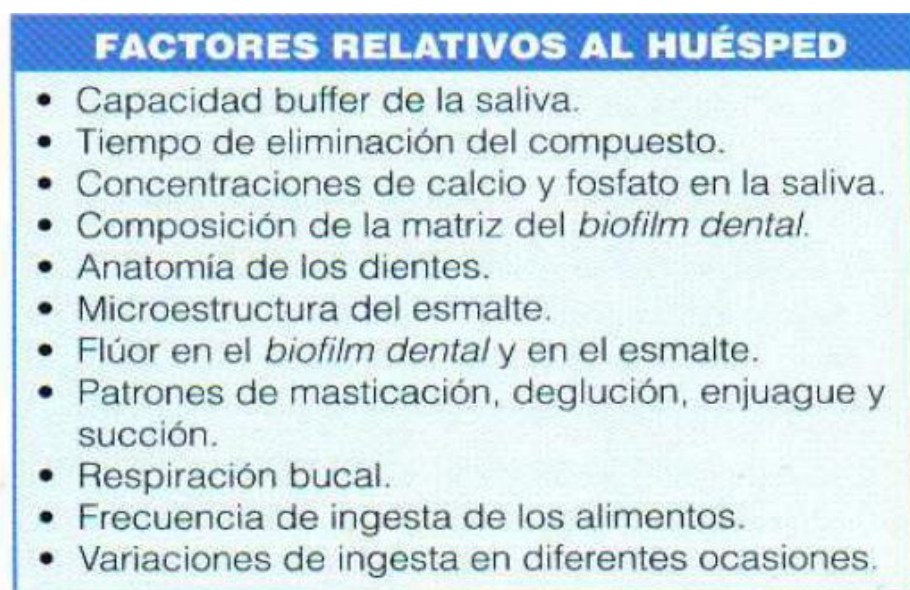 FACTORES RELATIVOS AL HUÉSPED
• Capacidad buffer de la saliva.
• Tiempo de eliminación del compuesto.
• Concentraciones de calcio y fosfato en la saliva.
• Composición de la matriz del biofilm dental.
• Anatomía de los dientes.
• Microestructura del esmalte.
• Flúor en el biofilm dental y en el esmalte.
• Patrones de masticación, deglución, enjuague y
succión.
• Respiración bucal.
• Frecuencia de ingesta de los alimentos.
• Variaciones de ingesta en diferentes ocasiones.